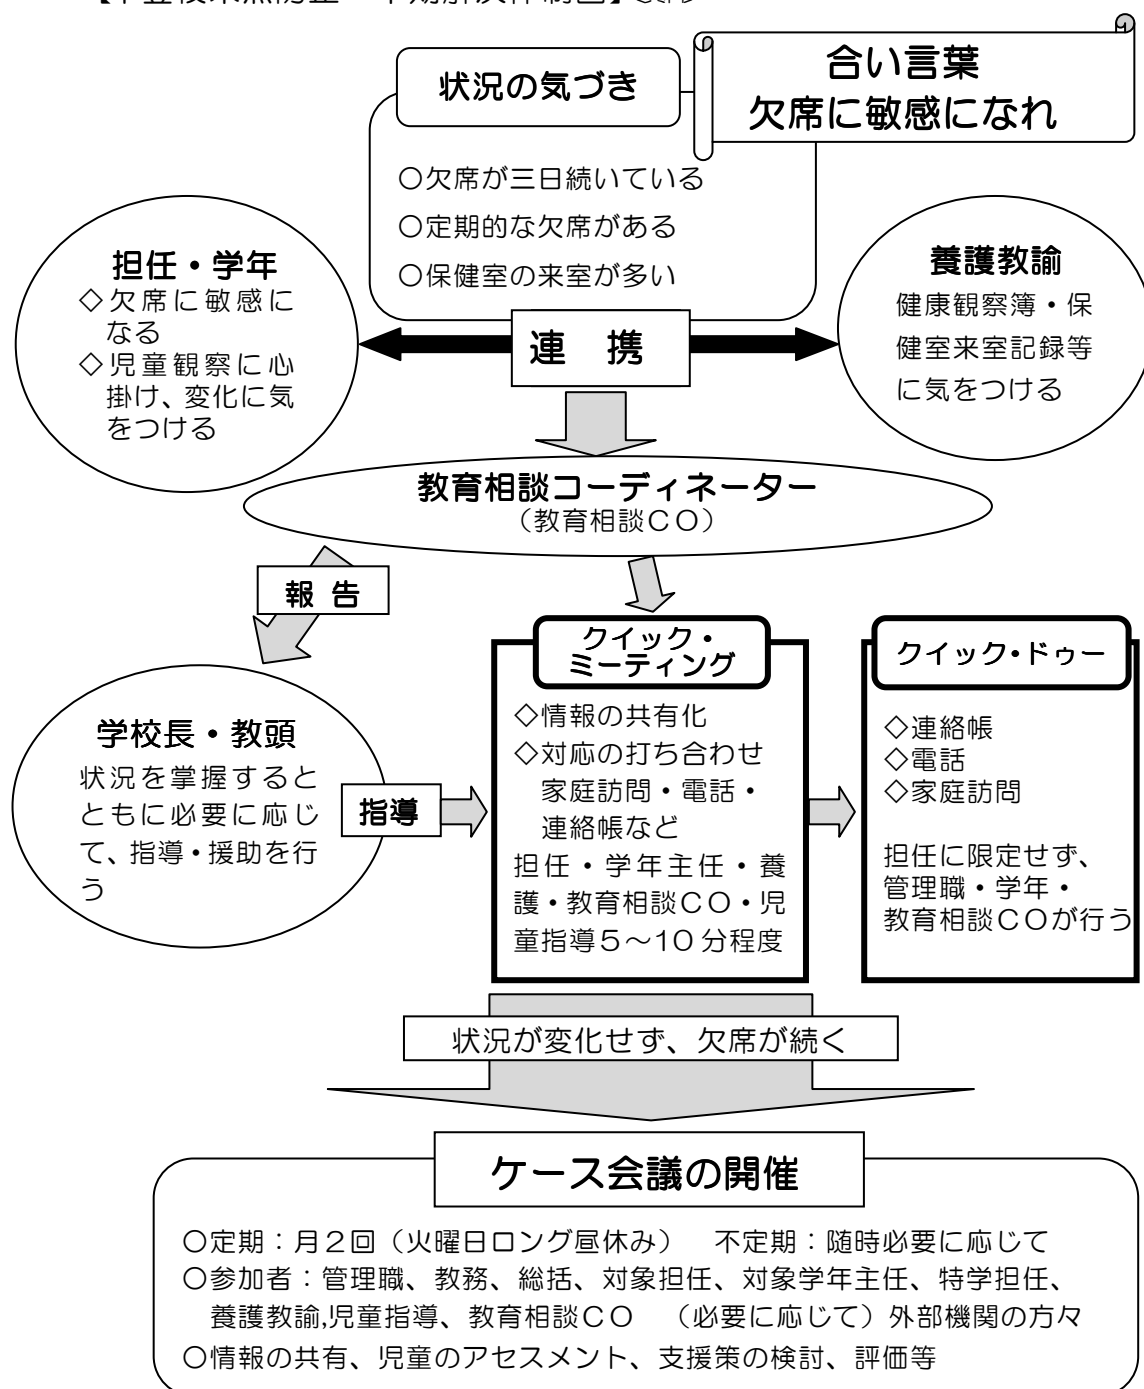 合い言葉
欠席に敏感になれ
状況の気づき
〇欠席が三日続いている
〇定期的な欠席がある
〇保健室の来室が多い
担任・学年
◇欠席に敏感に
なる
◇児童観察に心
掛け、変化に気
をつける
連　携
養護教諭
健康観察簿・保
健室来室記録等
に気をつける
教育相談コーディネーター
（教育相談ＣＯ）
報 告
学校長・教頭
状況を掌握すると
ともに必要に応じ
て、指導・援助を行
う
指導
クイック・
ミーティング
◇情報の共有化
◇対応の打ち合わせ
家庭訪問・電話・
連絡帳など
担任・学年主任・養
護・教育相談ＣＯ・児
童指導５～10 分程度
クイック・ドゥー
◇連絡帳
◇電話
◇家庭訪問
担任に限定せず、
管理職・学年・
教育相談ＣＯが行う
状況が変化せず、欠席が続く
ケース会議の開催
〇定期：月２回（火曜日ロング昼休み）　不定期：随時必要に応じて
〇参加者：管理職、教務、総括、対象担任、対象学年主任、特学担任、
養護教諭,児童指導、教育相談ＣＯ　（必要に応じて）外部機関の方々
〇情報の共有、児童のアセスメント、支援策の検討、評価等